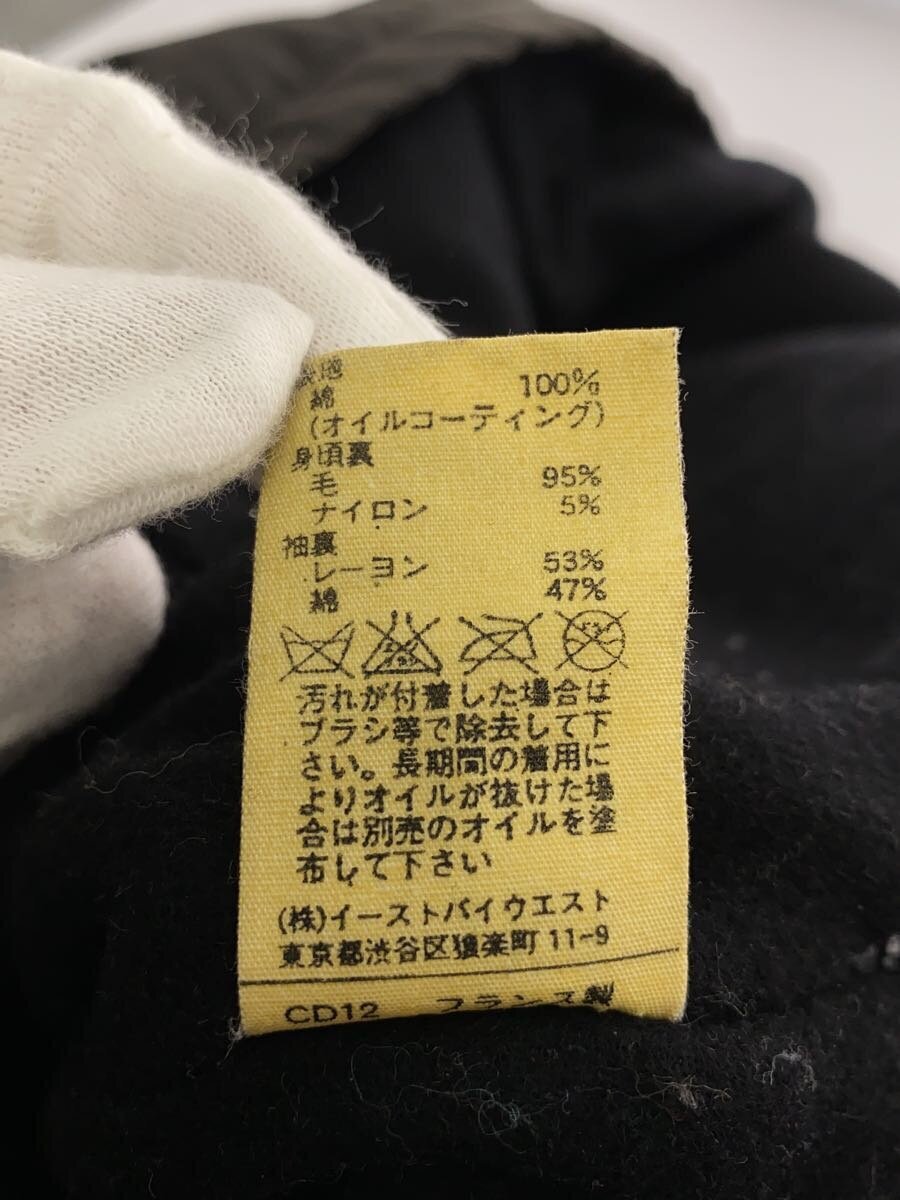 綿 100%
(オイルコーティング)
身頃裏
毛 95%
ナイロン 5%
袖裏
レーヨン 53%
綿 47%
汚れが付着した場合は
ブラシ等で除去して下
さい。長期間の着用に
よりオイルが抜けた場
合は別売のオイルを塗
布して下さい
(株)イーストバイウエスト
東京都渋谷区猿楽町11-9
CD12 フランス製